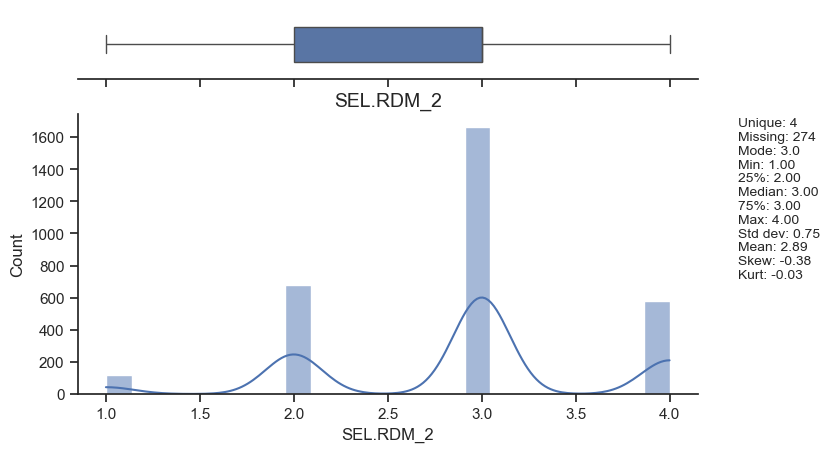 SEL.RDM_2
1600
1400
1200
1000
800
600
400
200
0
Count
1.0 1.5 2.0 2.5 3.0 3.5 4.0
SEL.RDM_2
Unique: 4
Missing: 274
Mode: 3.0
Min: 1.00
25%: 2.00
Median: 3.00
75%: 3.00
Max: 4.00
Std dev: 0.75
Mean: 2.89
Skew: -0.38
Kurt: -0.03